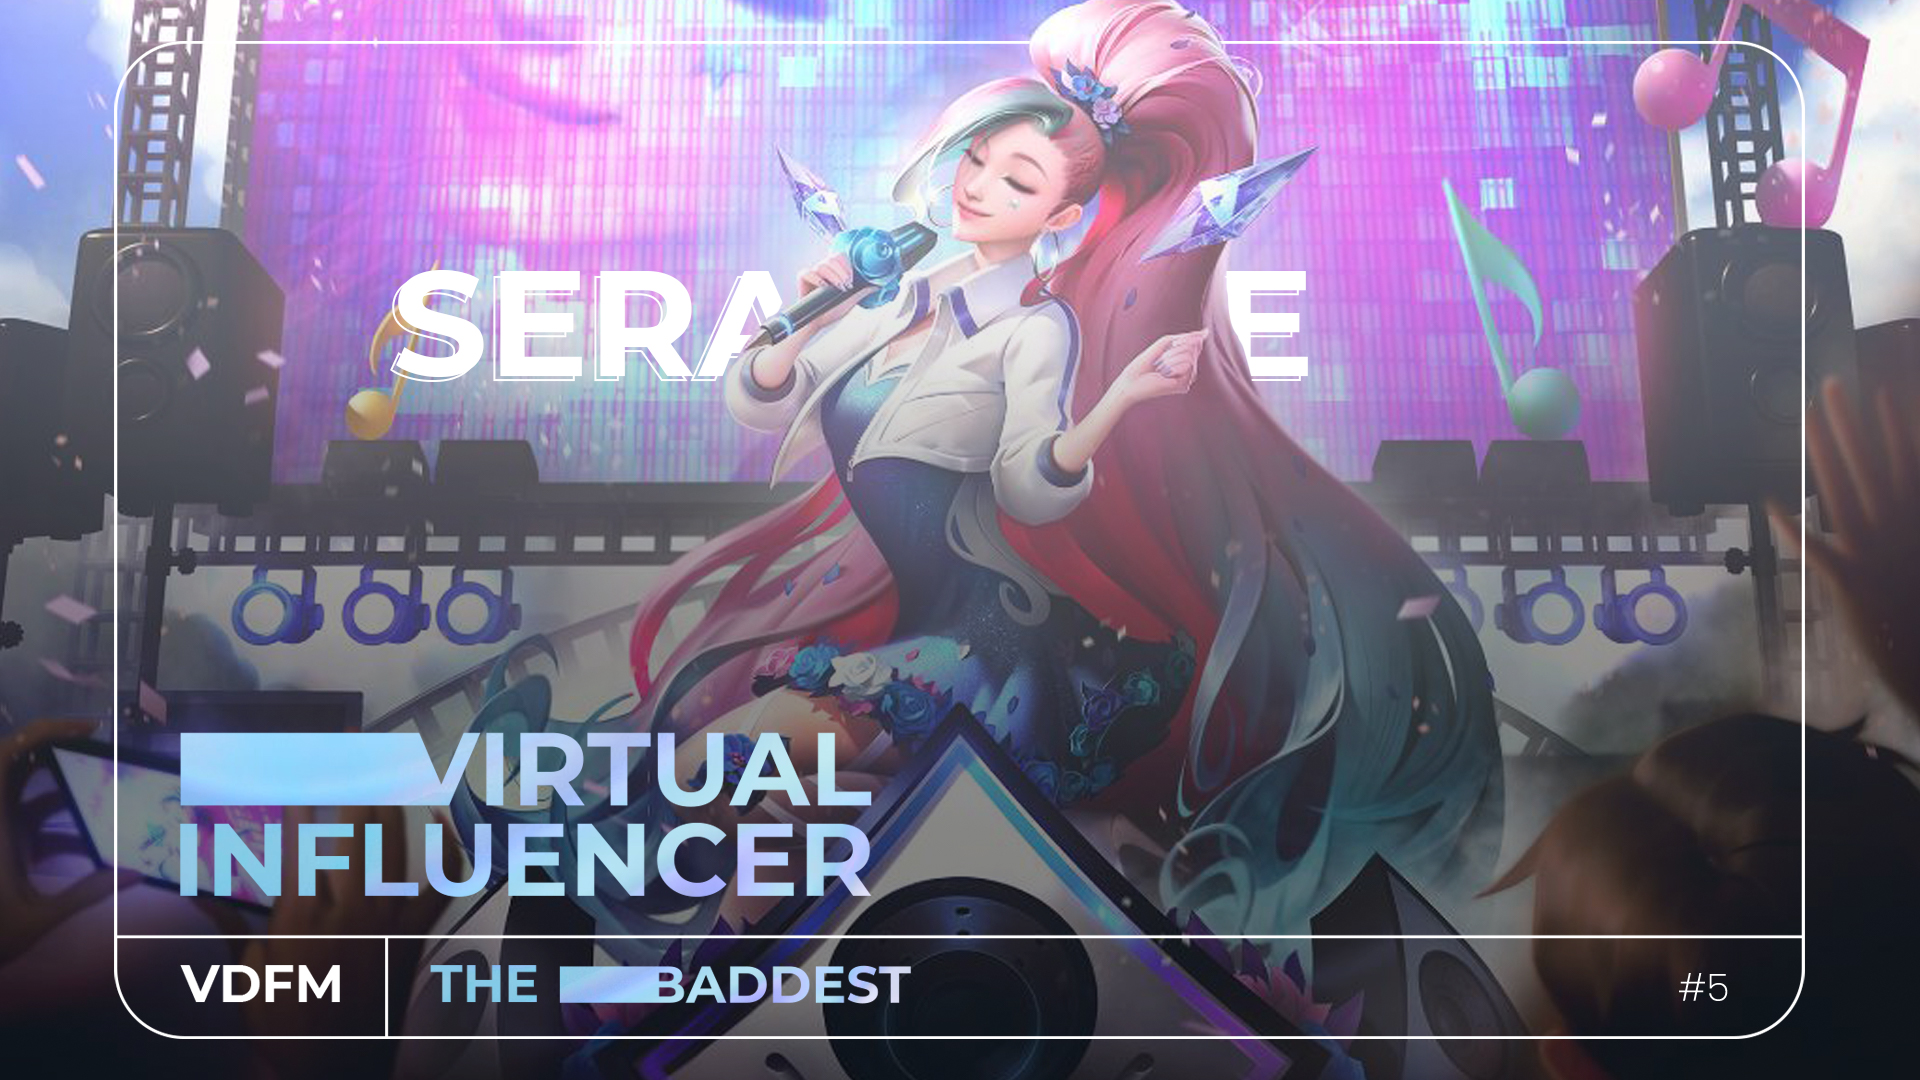 SERA E
VIRTUAL
INFLUENCER
VDFM THE BADDEST #5